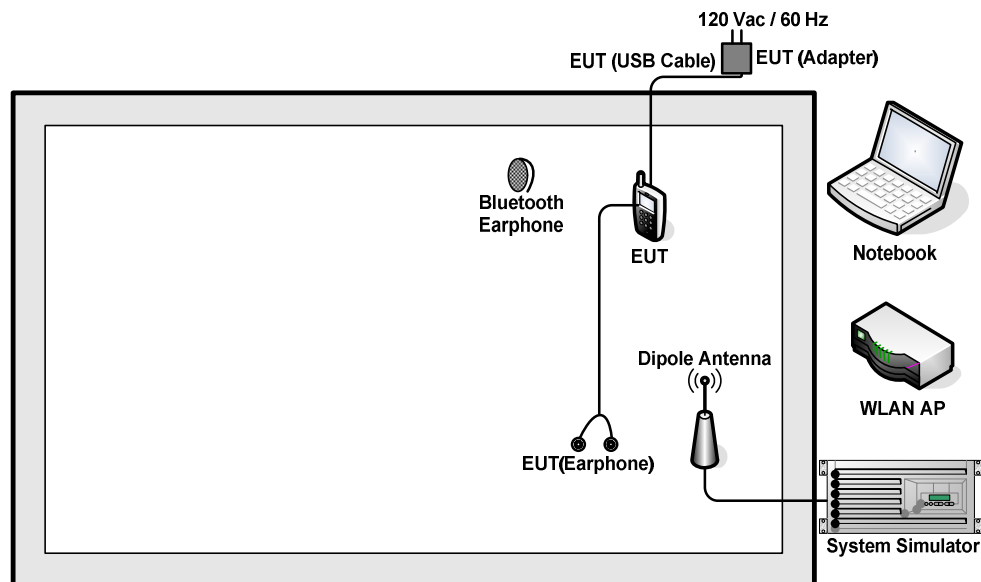 120 Vac / 60 Hz
EUT (USB Cable)
EUT (Adapter)
Bluetooth
Earphone
EUT
Notebook
Dipole Antenna
WLAN AP
EUT(Earphone)
System Simulator